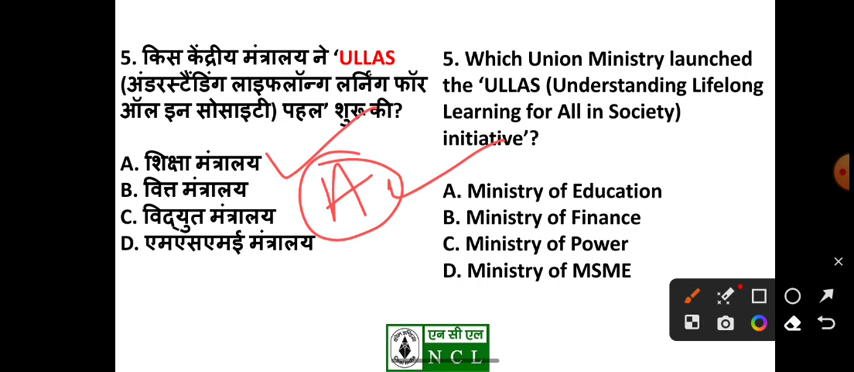 5. किस केंद्रीय मंत्रालय ने ‘ULLAS
(अंडरस्टैंडिंग लाइफलॉन्ग लर्निंग फॉर
ऑल इन सोसाइटी) पहल’ शुरू की?
A. शिक्षा मंत्रालय
B. वित्त मंत्रालय
C. विद्युत मंत्रालय
D. एमएसएमई मंत्रालय
A
5. Which Union Ministry launched
the ‘ULLAS (Understanding Lifelong
Learning for All in Society)
initiative’?
A. Ministry of Education
B. Ministry of Finance
C. Ministry of Power
D. Ministry of MSME
एन सी एल
N C L